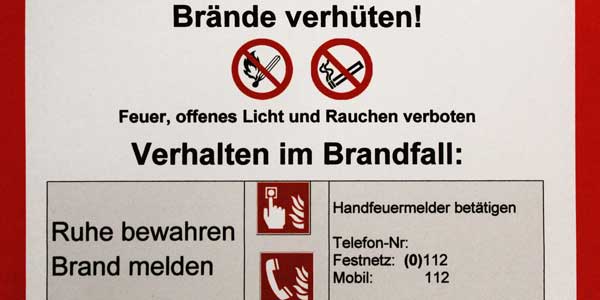 Brände verhüten!
Feuer, offenes Licht und Rauchen verboten
Verhalten im Brandfall:
Ruhe bewahren
Brand melden
Handfeuermelder betätigen
Telefon-Nr:
Festnetz: (0)112
Mobil: 112